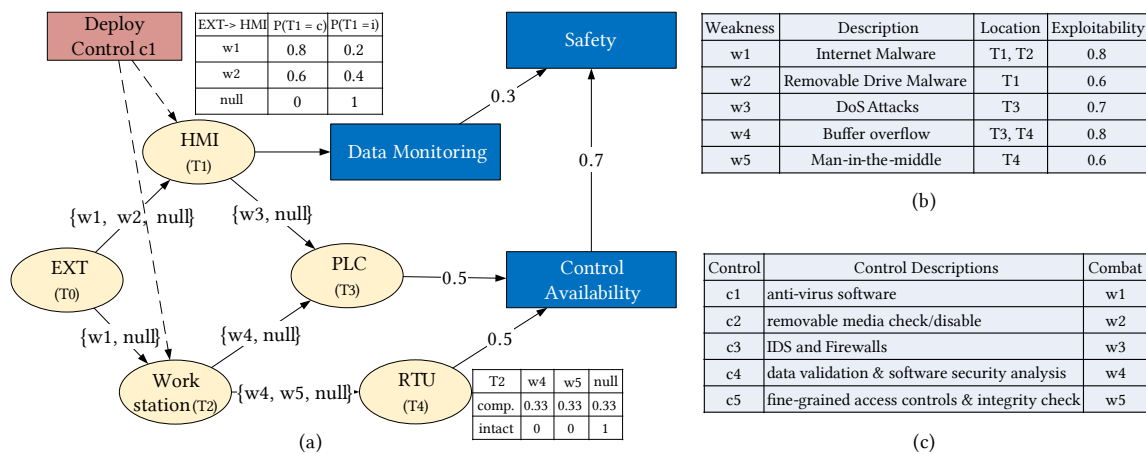 Deploy
Control c1
EXT-> HMI P(T1 = c) P(T1 = i)
w1 0.8 0.2
w2 0.6 0.4
null 0 1
Safety
0.3
HMI
(T1)
Data Monitoring
0.7
{w1, w2, null}
{w3, null}
EXT
(T0)
PLC
(T3)
0.5
Control
Availability
{w1, null}
{w4, null}
0.5
Work
station(T2)
{w4, w5, null}
RTU
(T4)
T2 w4 w5 null
comp. 0.33 0.33 0.33
intact 0 0 1
(a)
Weakness Description Location Exploitability
w1 Internet Malware T1, T2 0.8
w2 Removable Drive Malware T1 0.6
w3 DoS Attacks T3 0.7
w4 Buffer overflow T3, T4 0.8
w5 Man-in-the-middle T4 0.6
(b)
Control Control Descriptions Combat
c1 anti-virus software w1
c2 removable media check/disable w2
c3 IDS and Firewalls w3
c4 data validation & software security analysis w4
c5 fine-grained access controls & integrity check w5
(c)